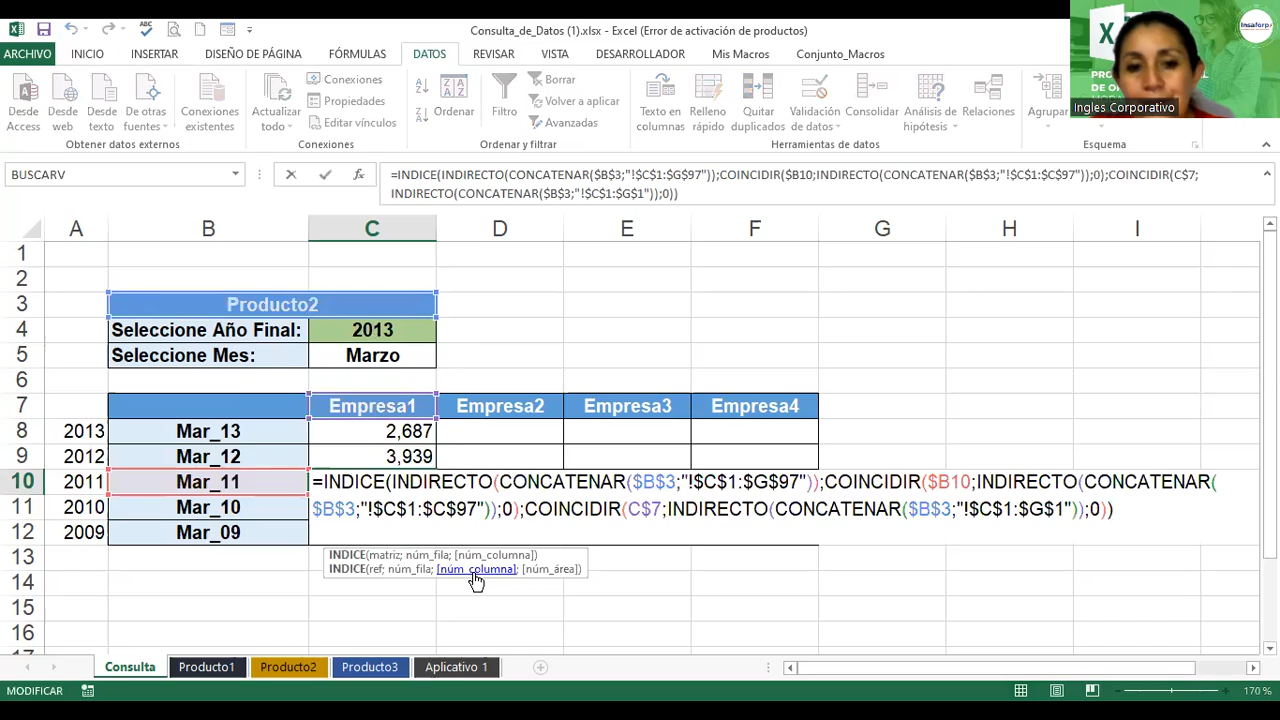 Consulta_de_Datos (1).xlsx - Excel (Error de activación de productos)
ARCHIVO INICIO INSERTAR DISEÑO DE PÁGINA FÓRMULAS DATOS REVISAR VISTA DESARROLLADOR Mis Macros Conjunto_Macros
Desde Access
Desde web
Desde texto
De otras fuentes
Conexiones existentes
Actualizar todo
Conexiones
Propiedades
Editar vínculos
Ordenar
Filtro
Borrar
Volver a aplicar
Avanzadas
Texto en columnas
Relleno rápido
Quitar duplicados
Validación de datos
Consolidar
Análisis de hipótesis
Relaciones
Agrupar
Obtener datos externos Conexiones Ordenar y filtrar Herramientas de datos Esquema
Insaforp
Ingles Corporativo
BUSCARV
=INDICE(INDIRECTO(CONCATENAR($B$3;"!$C$1:$G$97"));COINCIDIR($B10;INDIRECTO(CONCATENAR($B$3;"!$C$1:$C$97"));0);COINCIDIR(C$7;
INDIRECTO(CONCATENAR($B$3;"!$C$1:$G$1"));0))
A B C D E F G H I
1
2
3 Producto2
4 Seleccione Año Final: 2013
5 Seleccione Mes: Marzo
6
7 Empresa1 Empresa2 Empresa3 Empresa4
8 2013 Mar_13 2,687
9 2012 Mar_12 3,939
10 2011 Mar_11 =INDICE(INDIRECTO(CONCATENAR($B$3;"!$C$1:$G$97"));COINCIDIR($B10;INDIRECTO(CONCATENAR(
11 2010 Mar_10 $B$3;"!$C$1:$C$97"));0);COINCIDIR(C$7;INDIRECTO(CONCATENAR($B$3;"!$C$1:$G$1"));0))
12 2009 Mar_09
13 INDICE(matriz; núm_fila; [núm_columna])
INDICE(ref; núm_fila; [núm_columna]; [núm_área])
14
15
16
Consulta Producto1 Producto2 Producto3 Aplicativo 1
MODIFICAR 170 %